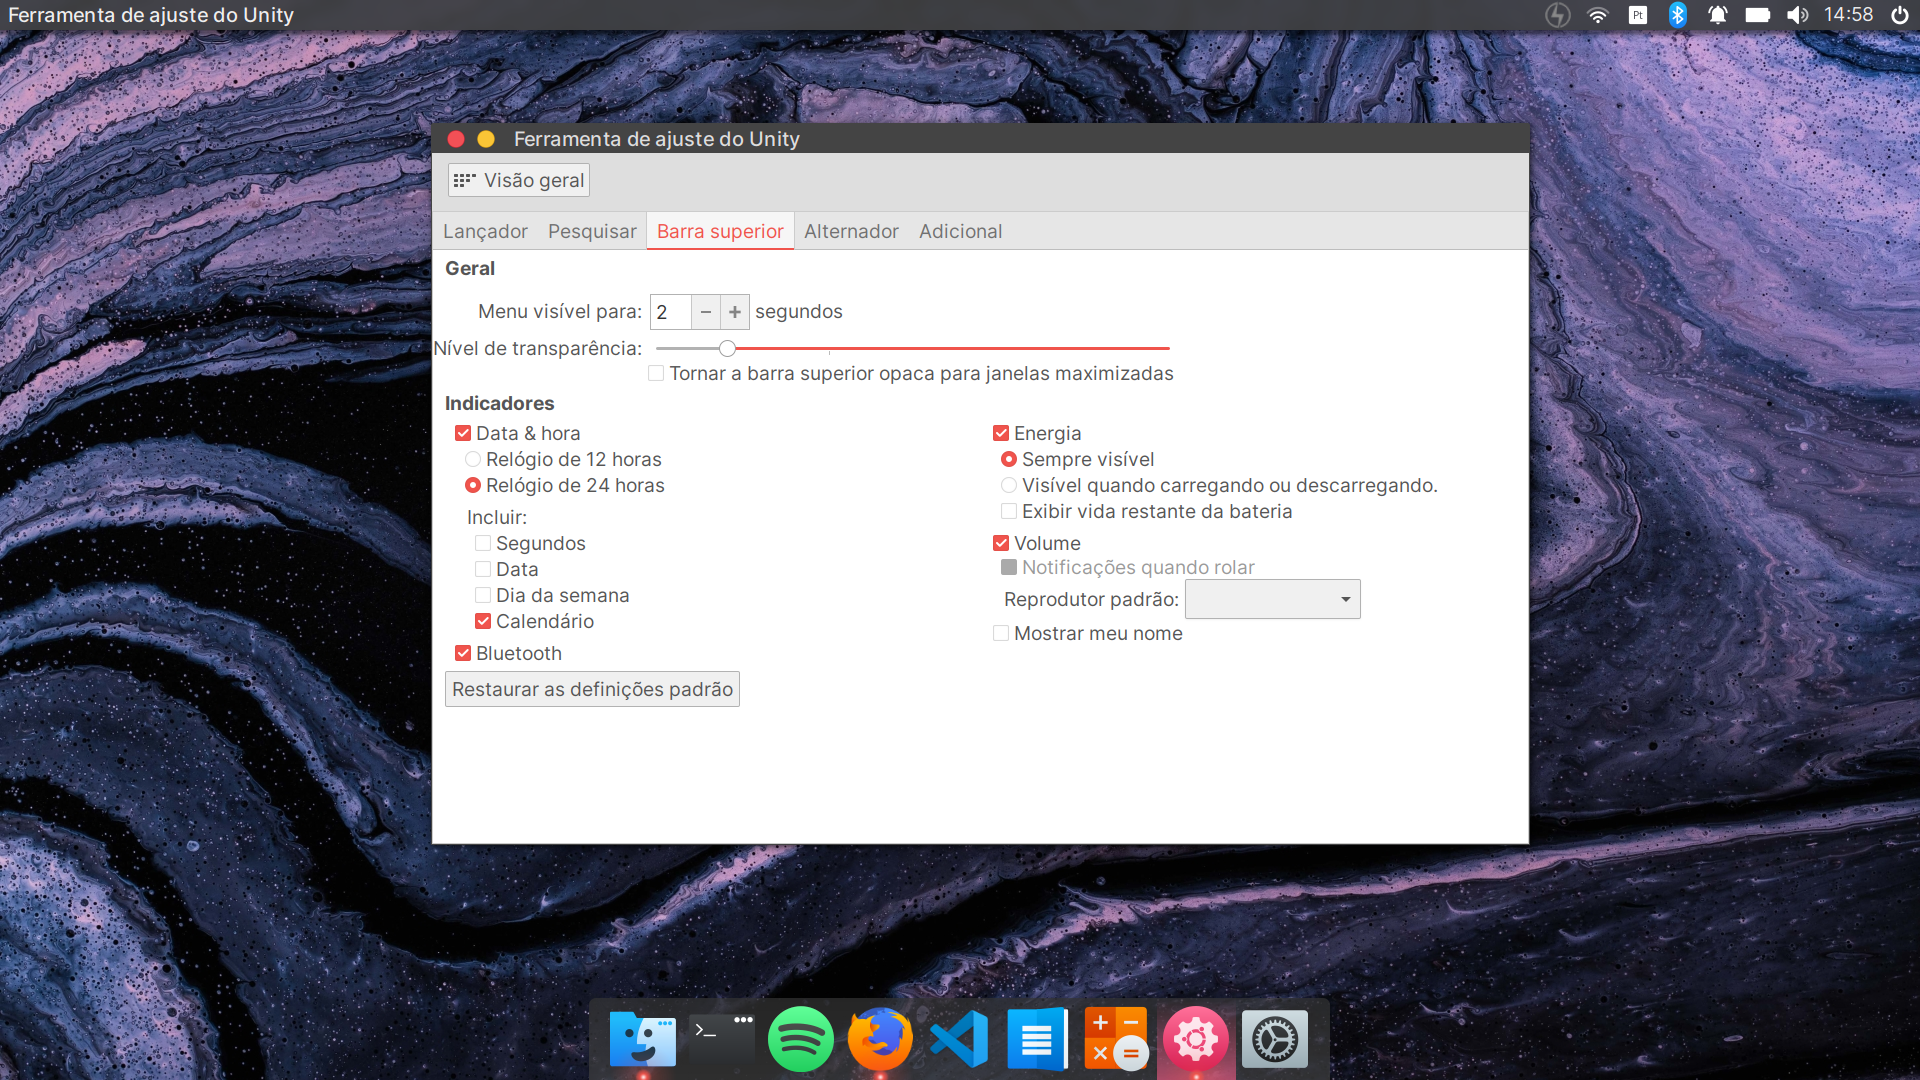 Ferramenta de ajuste do Unity
Pt
14:58
Ferramenta de ajuste do Unity
Visão geral
Lançador Pesquisar Barra superior Alternador Adicional
Geral
Menu visível para: 2 segundos
Nível de transparência:
Tornar a barra superior opaca para janelas maximizadas
Indicadores
Data & hora
Relógio de 12 horas
Relógio de 24 horas
Incluir:
Segundos
Data
Dia da semana
Calendário
Bluetooth
Restaurar as definições padrão
Energia
Sempre visível
Visível quando carregando ou descarregando.
Exibir vida restante da bateria
Volume
Notificações quando rolar
Reprodutor padrão:
Mostrar meu nome